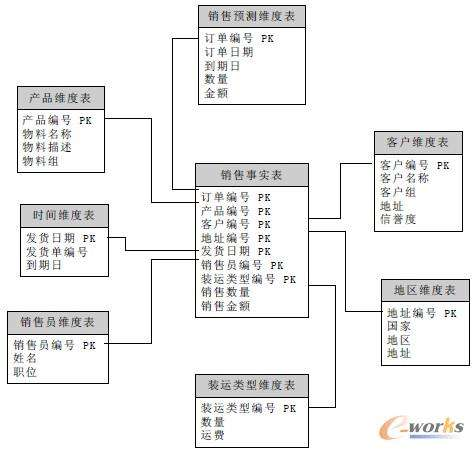 销售预测维度表
订单编号 PK
订单日期
到期日
数量
金额
产品维度表
产品编号 PK
物料名称
物料描述
物料组
客户维度表
客户编号 PK
客户名称
客户组
地址
信誉度
销售事实表
订单编号 PK
产品编号 PK
客户编号 PK
地址编号 PK
发货日期 PK
销售员编号 PK
装运类型编号 PK
销售数量
销售金额
时间维度表
发货日期 PK
发货单编号
到期日
地区维度表
地址编号 PK
国家
地区
地址
销售员维度表
销售员编号 PK
姓名
职位
装运类型维度表
装运类型编号 PK
数量
运费
e-works